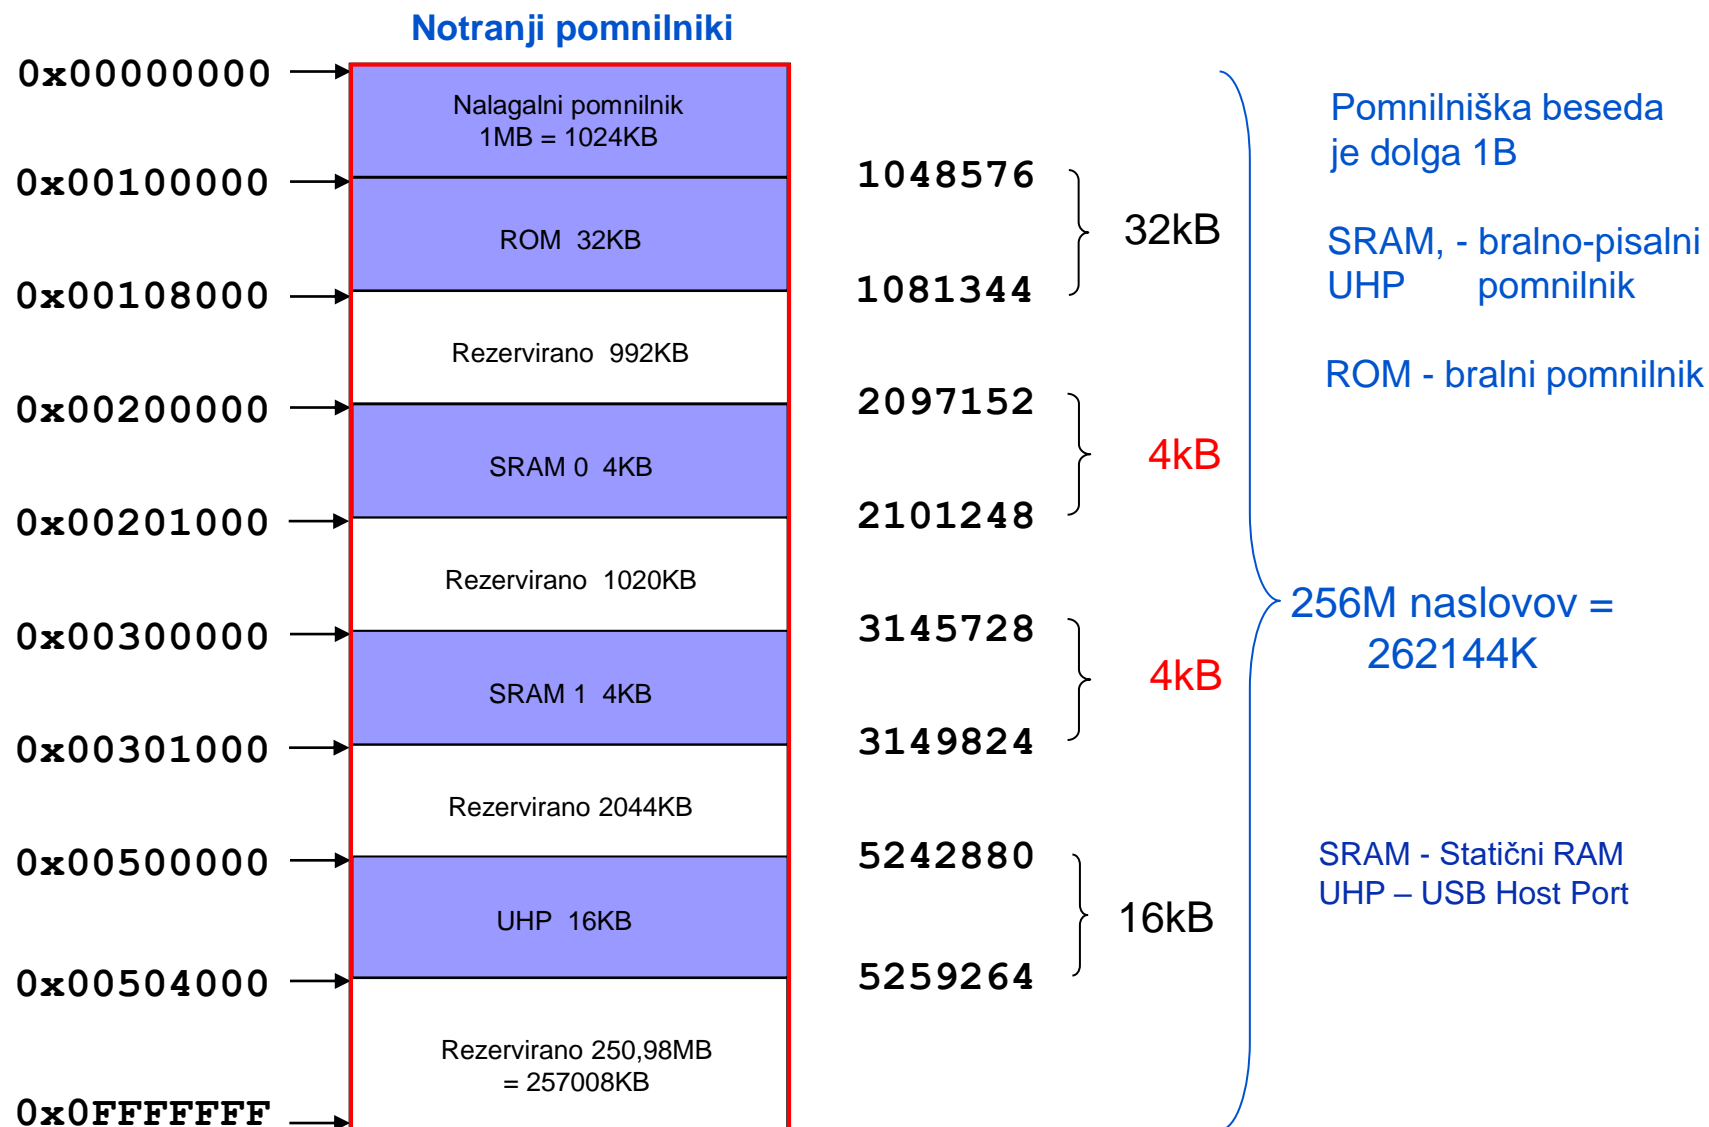 Notranji pomnilniki
0x00000000
Nalagalni pomnilnik
1MB = 1024KB
0x00100000
ROM 32KB
0x00108000
Rezervirano 992KB
0x00200000
SRAM 0 4KB
0x00201000
Rezervirano 1020KB
0x00300000
SRAM 1 4KB
0x00301000
Rezervirano 2044KB
0x00500000
UHP 16KB
0x00504000
Rezervirano 250,98MB
= 257008KB
0x0FFFFFFF
1048576
32kB
1081344
2097152
4kB
2101248
3145728
4kB
3149824
5242880
16kB
5259264
Pomnilniška beseda
je dolga 1B
SRAM, - bralno-pisalni
UHP pomnilnik
ROM - bralni pomnilnik
256M naslovov =
262144K
SRAM - Statični RAM
UHP – USB Host Port